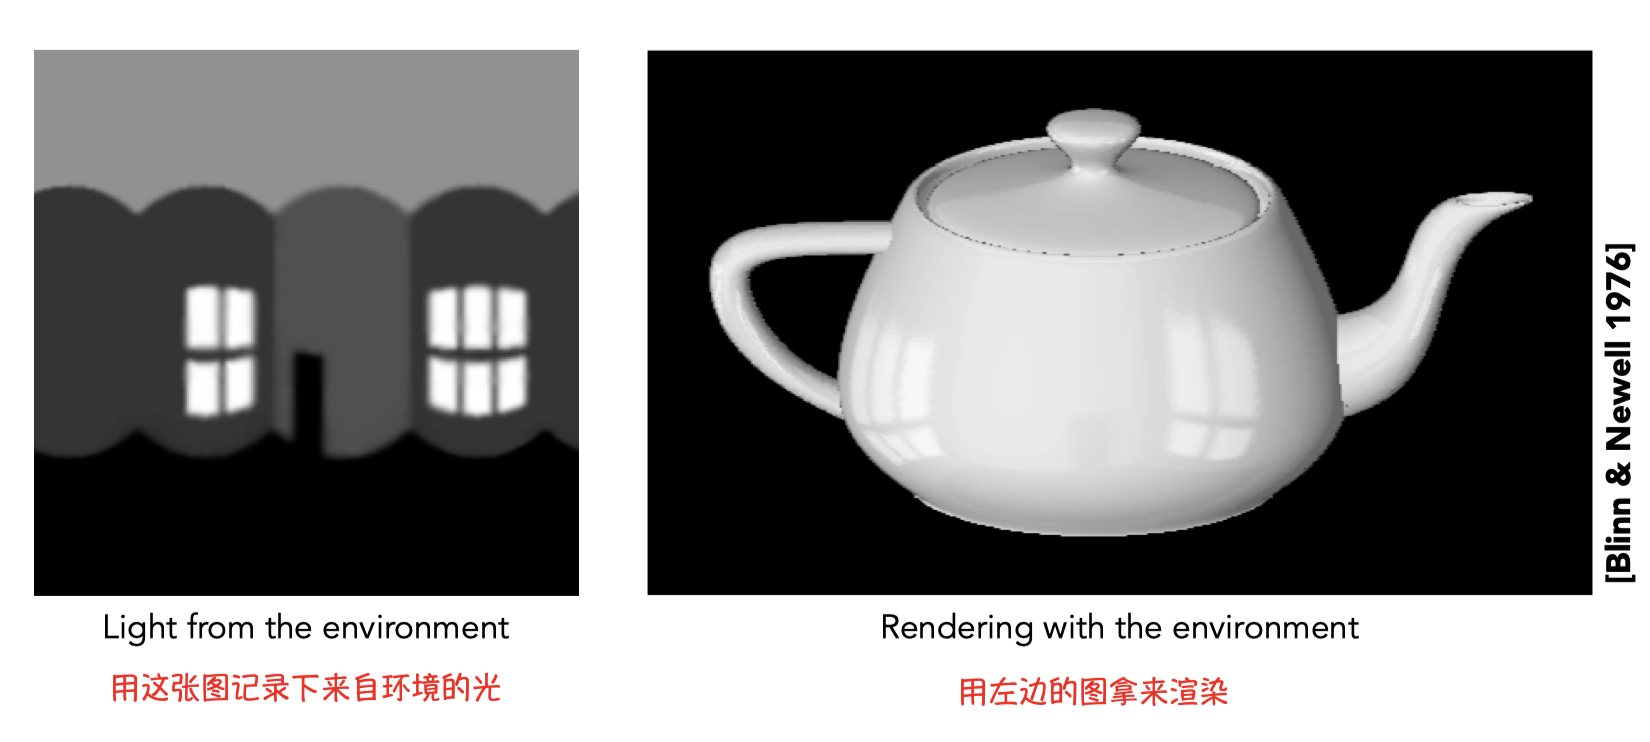 Light from the environment
用这张图记录下来自环境的光
Rendering with the environment
用左边的图拿来渲染
[Blinn & Newell 1976]